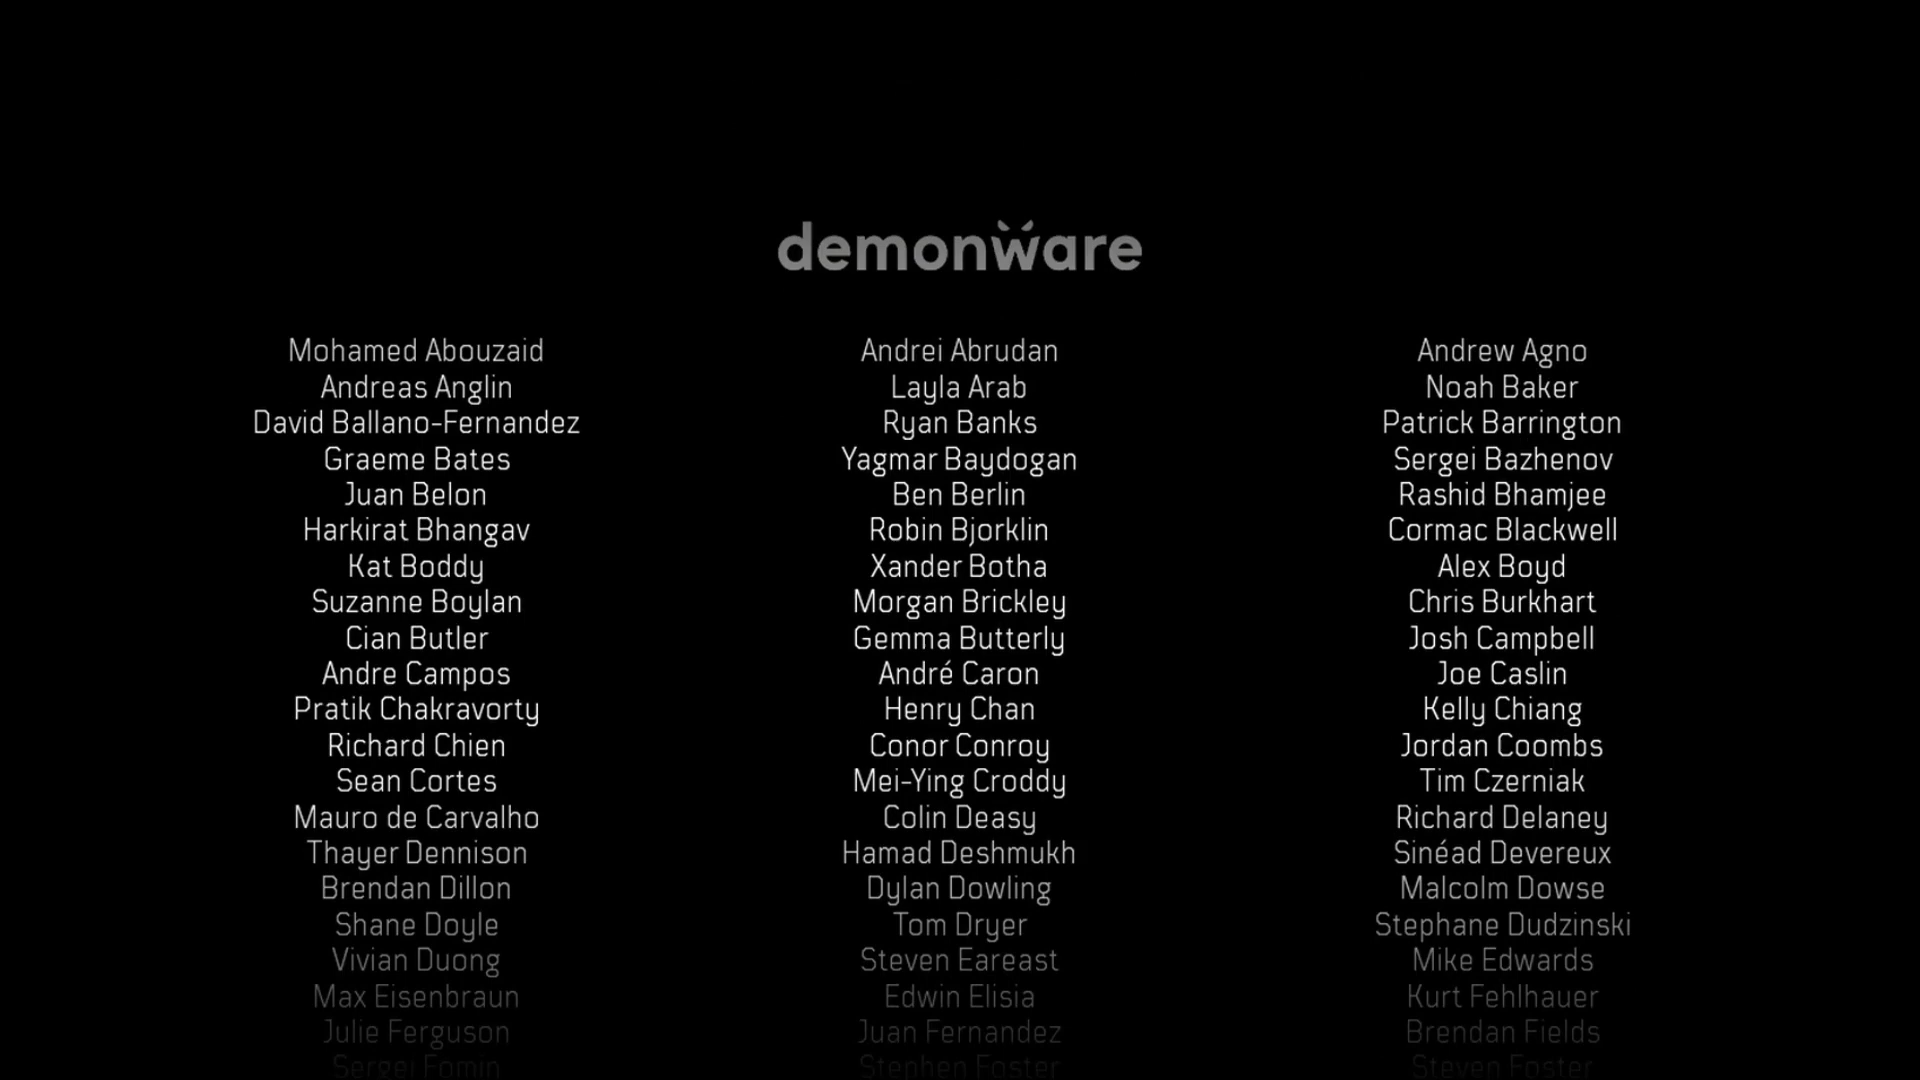 demonware
Mohamed Abouzaid Andrei Abrudan Andrew Agno
Andreas Anglin Layla Arab Noah Baker
David Ballano-Fernandez Ryan Banks Patrick Barrington
Graeme Bates Yagmar Baydogan Sergei Bazhenov
Juan Belon Ben Berlin Rashid Bhamjee
Harkirat Bhangav Robin Bjorklin Cormac Blackwell
Kat Boddy Xander Botha Alex Boyd
Suzanne Boylan Morgan Brickley Chris Burkhart
Cian Butler Gemma Butterly Josh Campbell
Andre Campos André Caron Joe Caslin
Pratik Chakravorty Henry Chan Kelly Chiang
Richard Chien Conor Conroy Jordan Coombs
Sean Cortes Mei-Ying Croddy Tim Czerniak
Mauro de Carvalho Colin Deasy Richard Delaney
Thayer Dennison Hamad Deshmukh Sinéad Devereux
Brendan Dillon Dylan Dowling Malcolm Dowse
Shane Doyle Tom Dryer Stephane Dudzinski
Vivian Duong Steven Eareast Mike Edwards
Max Eisenbraun Edwin Elisia Kurt Fehlhauer
Julie Ferguson Juan Fernandez Brendan Fields
Sergei Fomin Stephen Foster Steven Foster